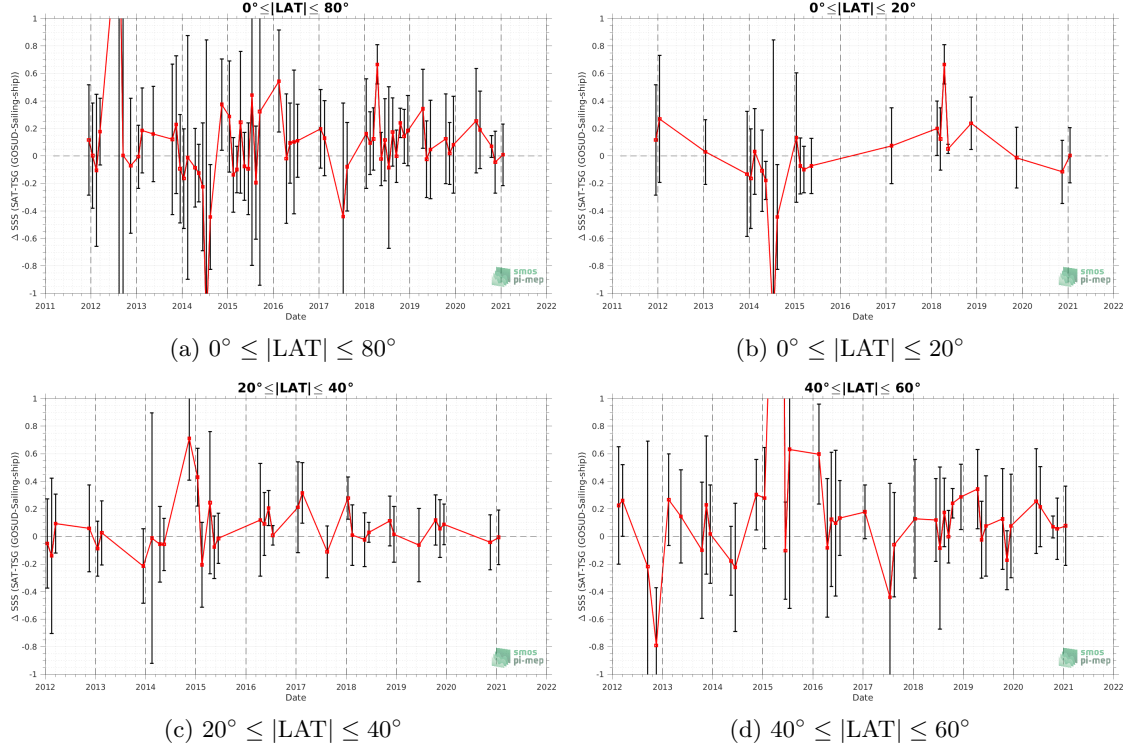 0°≤|LAT|≤ 80°
Δ SSS (SAT-TSG (GOSUD-Sailing-ship))
1
0.8
0.6
0.4
0.2
0
-0.2
-0.4
-0.6
-0.8
-1
2011 2012 2013 2014 2015 2016 2017 2018 2019 2020 2021 2022
Date
smos
pi-mep
(a) 0° ≤ |LAT| ≤ 80°
0°≤|LAT|≤ 20°
Δ SSS (SAT-TSG (GOSUD-Sailing-ship))
1
0.8
0.6
0.4
0.2
0
-0.2
-0.4
-0.6
-0.8
-1
2011 2012 2013 2014 2015 2016 2017 2018 2019 2020 2021 2022
Date
smos
pi-mep
(b) 0° ≤ |LAT| ≤ 20°
20°≤|LAT|≤ 40°
Δ SSS (SAT-TSG (GOSUD-Sailing-ship))
1
0.8
0.6
0.4
0.2
0
-0.2
-0.4
-0.6
-0.8
-1
2012 2013 2014 2015 2016 2017 2018 2019 2020 2021 2022
Date
smos
pi-mep
(c) 20° ≤ |LAT| ≤ 40°
40°≤|LAT|≤ 60°
Δ SSS (SAT-TSG (GOSUD-Sailing-ship))
1
0.8
0.6
0.4
0.2
0
-0.2
-0.4
-0.6
-0.8
-1
2012 2013 2014 2015 2016 2017 2018 2019 2020 2021 2022
Date
smos
pi-mep
(d) 40° ≤ |LAT| ≤ 60°